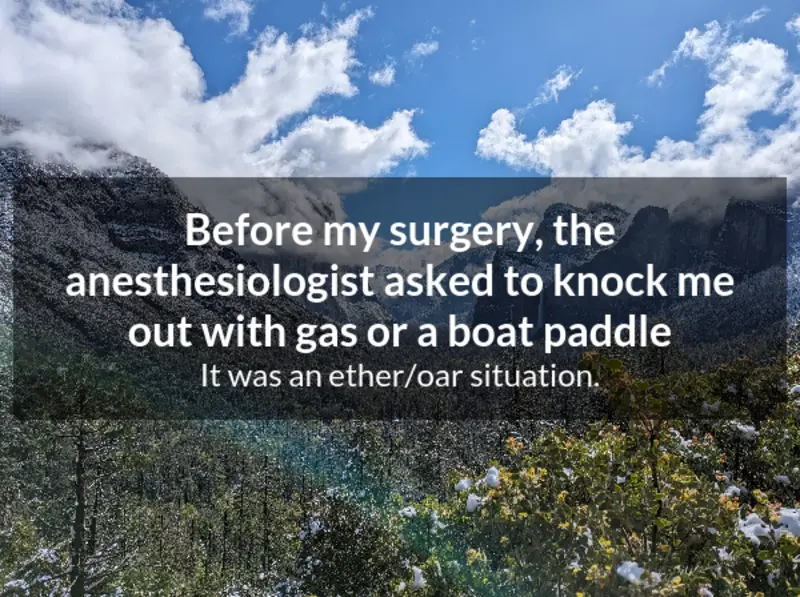 Before my surgery, the
anesthesiologist asked to knock me
out with gas or a boat paddle
It was an ether/oar situation.